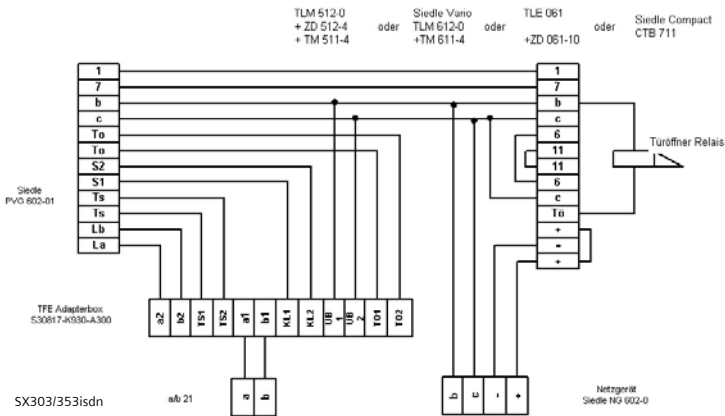 TLM 512-0
+ ZD 512-4
+ TM 511-4
oder
Siedle Vario
TLM 612-0
+TM 611-4
oder
TLE 061
+ZD 061-10
oder
Siedle Compact
CTB 711
1
7
b
c
To
To
S2
S1
Ts
Ts
Lb
La
Siedle
PVG 602-01
1
7
b
c
6
11
11
6
c
Tö
+
-
+
Türöffner Relais
TFE Adapterbox
S30817-K930-A300
a2
b2
TS1
TS2
a1
b1
KL1
KL2
UB 1
UB 2
TO1
TO2
SX303/353isdn
a/b 21
a
b
b
c
-
+
Netzgerät
Siedle NG 602-0